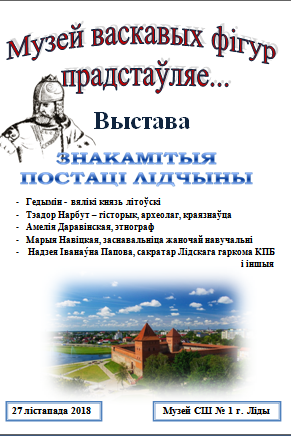 Музей васкавых фігур
прадстаўляе...
Выстава
ЗНАКАМІТЫЯ
ПОСТАЦІ ЛІДЧЫНЫ
- Гедымін - вялікі князь літоўскі
- Тэадор Нарбут – гісторык, археолаг, краязнаўца
- Амелія Даравінская, этнограф
- Марыя Навіцкая, заснавальніца жаночай навучальні
- Надзея Іванаўна Папова, сакратар Лідскага гаркома КПБ
і іншыя
27 лістапада 2018
Музей СШ № 1 г. Ліды